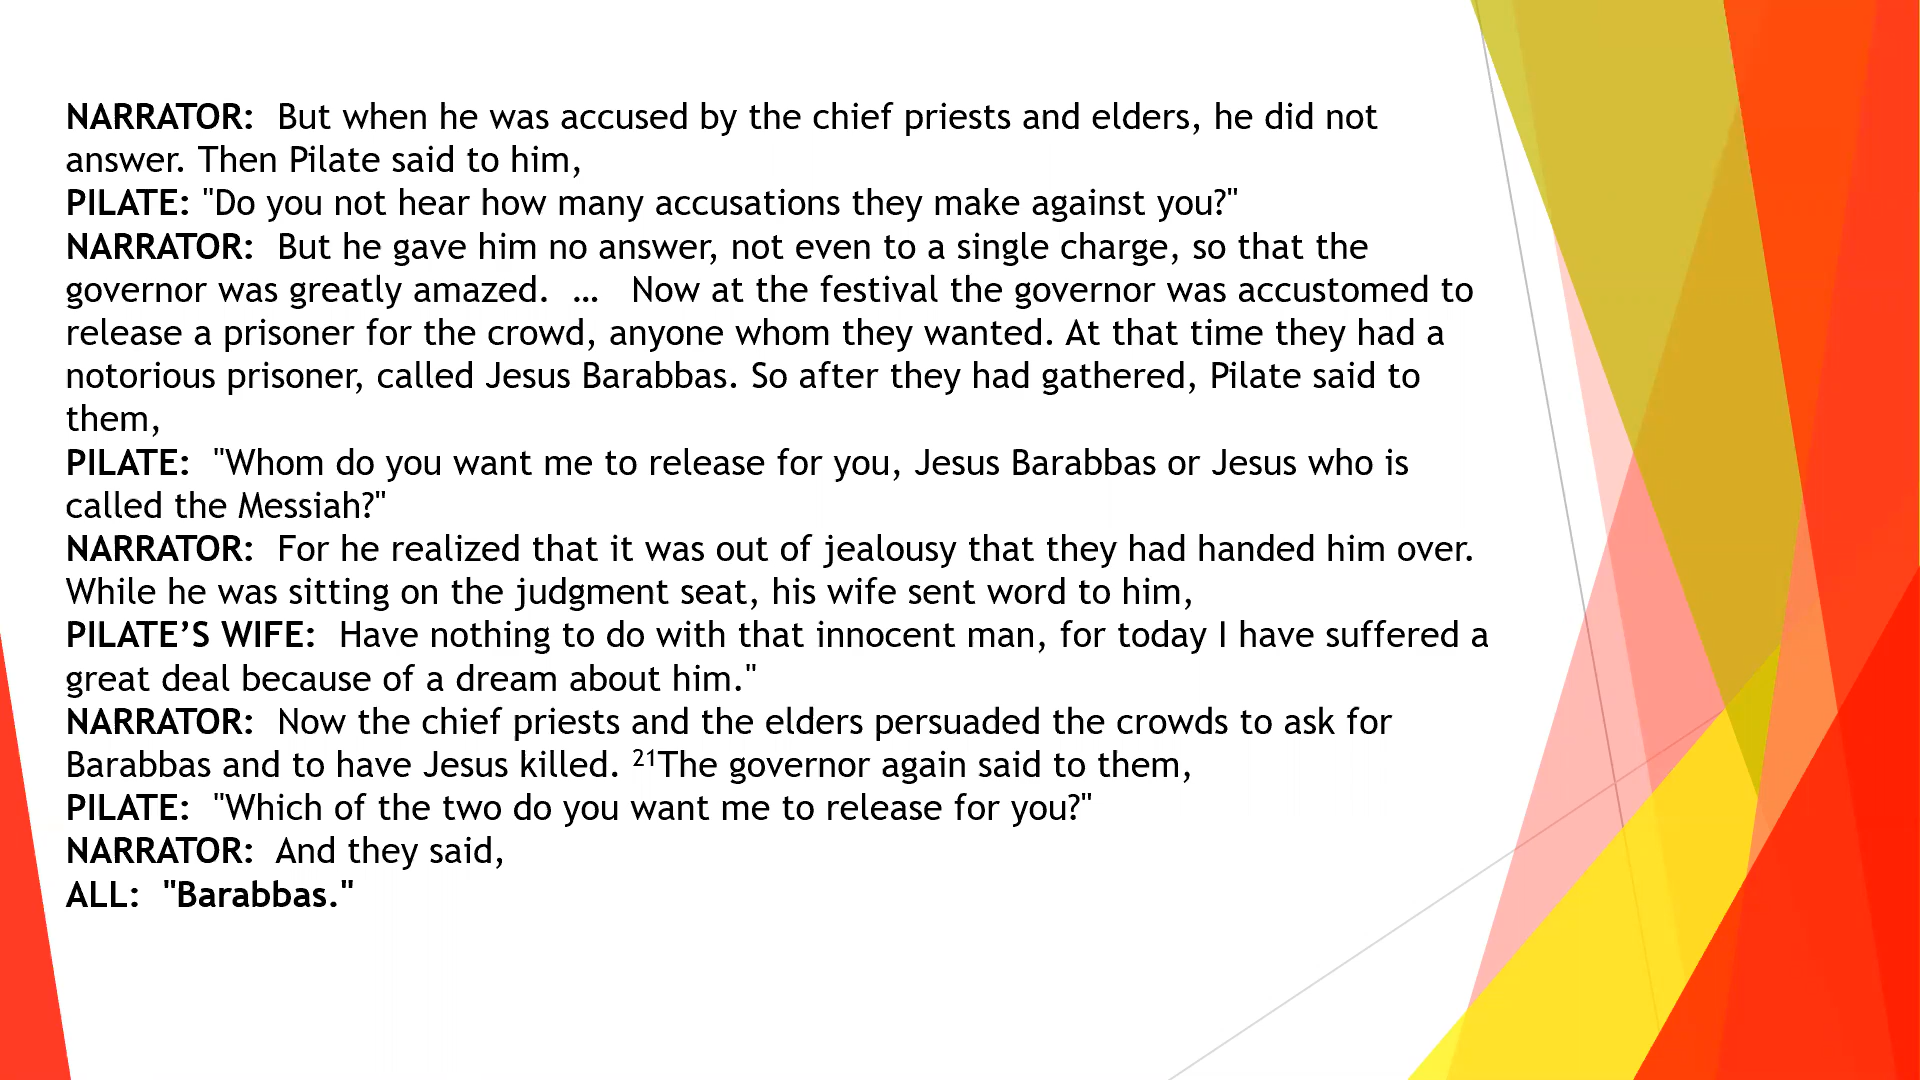 NARRATOR:  But when he was accused by the chief priests and elders, he did not
answer. Then Pilate said to him,
PILATE: "Do you not hear how many accusations they make against you?"
NARRATOR:  But he gave him no answer, not even to a single charge, so that the
governor was greatly amazed.  …   Now at the festival the governor was accustomed to
release a prisoner for the crowd, anyone whom they wanted. At that time they had a
notorious prisoner, called Jesus Barabbas. So after they had gathered, Pilate said to
them,
PILATE:  "Whom do you want me to release for you, Jesus Barabbas or Jesus who is
called the Messiah?"
NARRATOR:  For he realized that it was out of jealousy that they had handed him over.
While he was sitting on the judgment seat, his wife sent word to him,
PILATE’S WIFE:  Have nothing to do with that innocent man, for today I have suffered a
great deal because of a dream about him."
NARRATOR:  Now the chief priests and the elders persuaded the crowds to ask for
Barabbas and to have Jesus killed. ²¹The governor again said to them,
PILATE:  "Which of the two do you want me to release for you?"
NARRATOR:  And they said,
ALL:  "Barabbas."